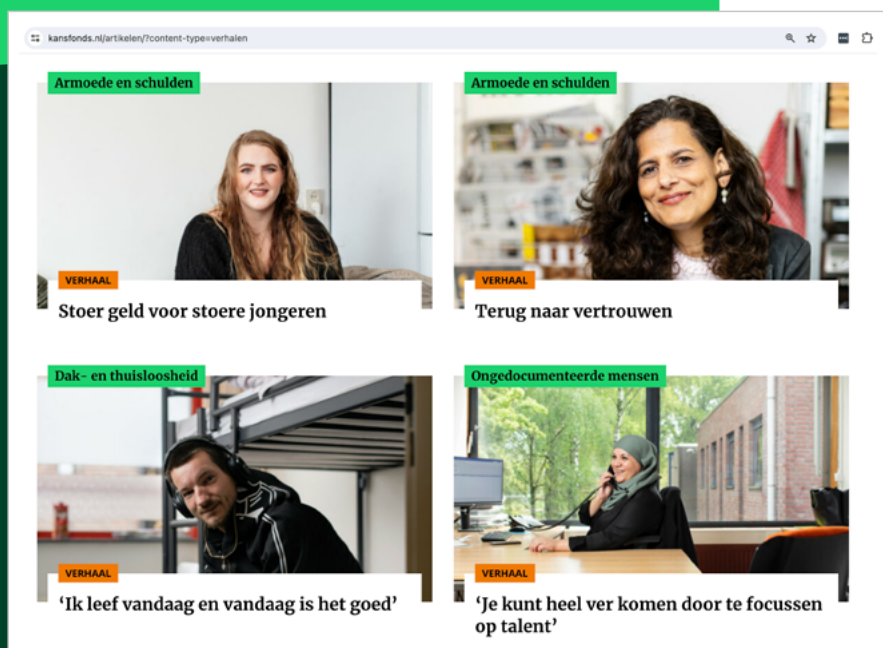 kansfonds.nl/artikelen/?content-type=verhalen
Armoede en schulden
VERHAAL
Stoer geld voor stoere jongeren
Armoede en schulden
VERHAAL
Terug naar vertrouwen
Dak- en thuisloosheid
VERHAAL
‘Ik leef vandaag en vandaag is het goed’
Ongedocumenteerde mensen
VERHAAL
‘Je kunt heel ver komen door te focussen
op talent’